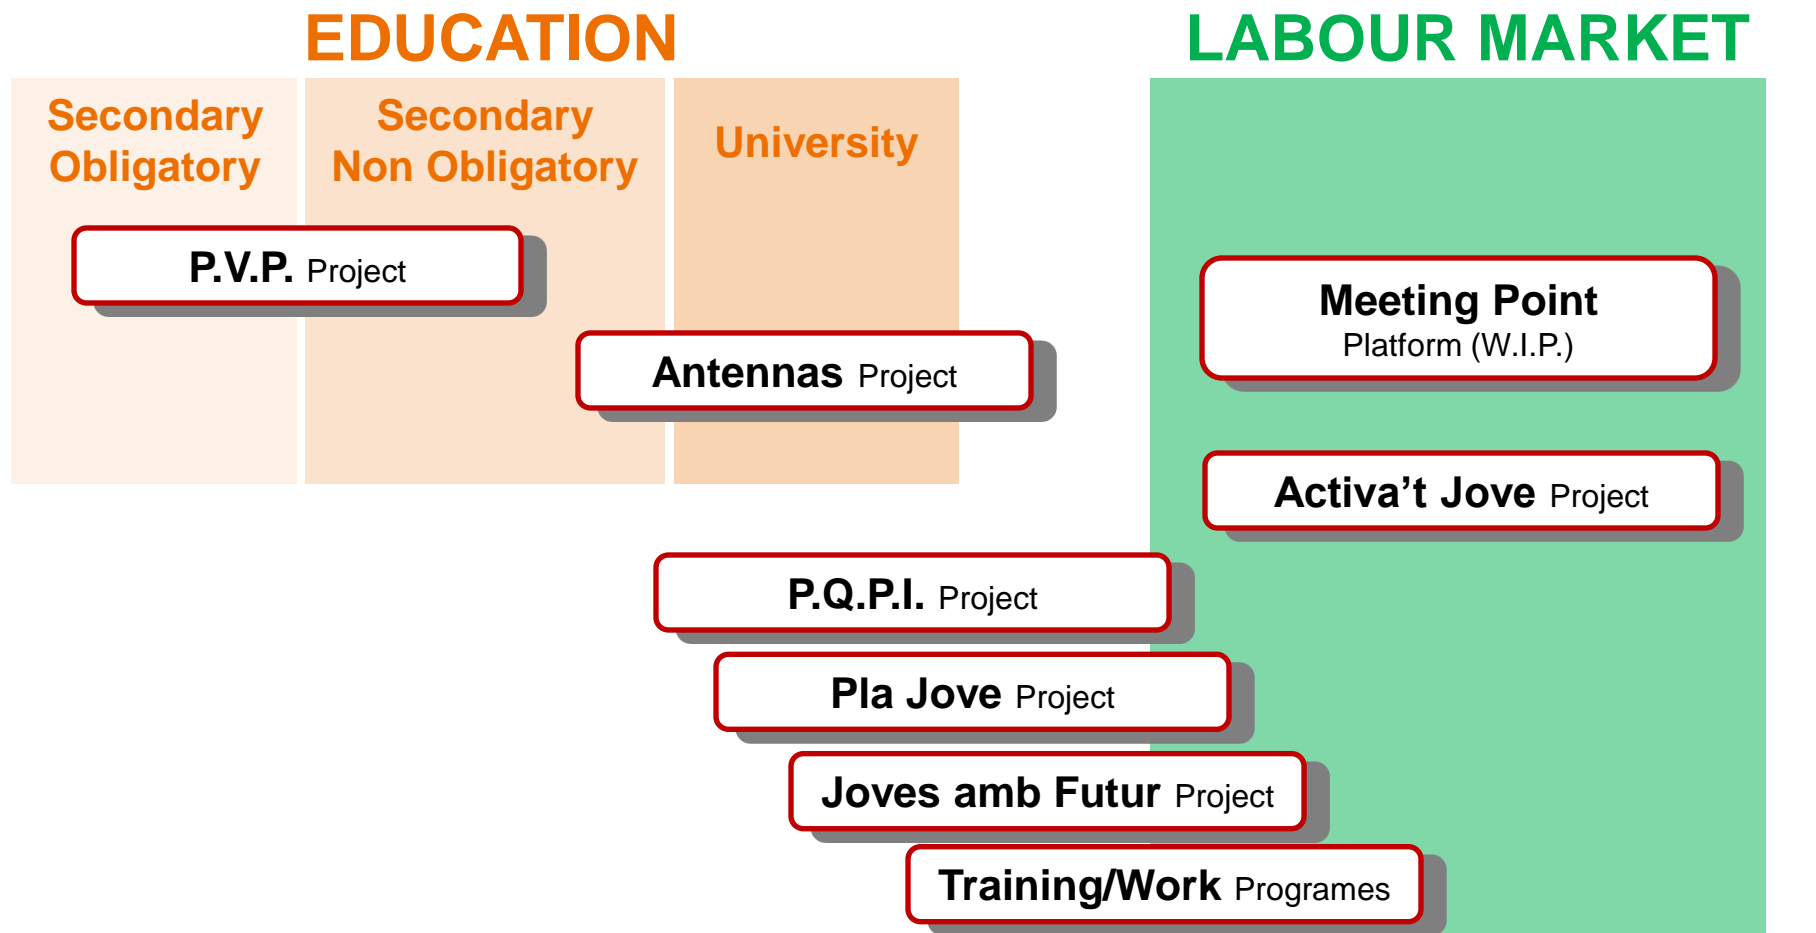 EDUCATION
LABOUR MARKET
Secondary
Obligatory
Secondary
Non Obligatory
University
P.V.P. Project
Antennas Project
Meeting Point
Platform (W.I.P.)
Activa’t Jove Project
P.Q.P.I. Project
Pla Jove Project
Joves amb Futur Project
Training/Work Programes